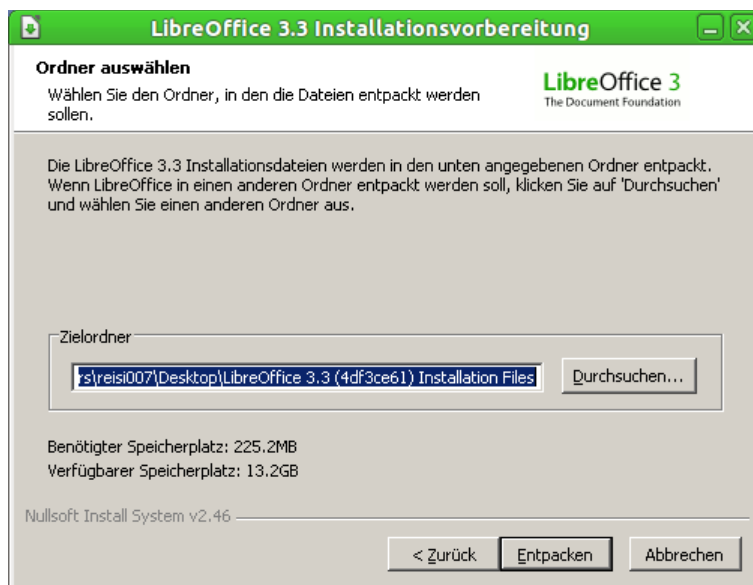 LibreOffice 3.3 Installationsvorbereitung
Ordner auswählen
Wählen Sie den Ordner, in den die Dateien entpackt werden
sollen.
LibreOffice 3
The Document Foundation
Die LibreOffice 3.3 Installationsdateien werden in den unten angegebenen Ordner entpackt.
Wenn LibreOffice in einen anderen Ordner entpackt werden soll, klicken Sie auf 'Durchsuchen'
und wählen Sie einen anderen Ordner aus.
Zielordner
rs\reisi007\Desktop\LibreOffice 3.3 (4df3ce61) Installation Files
Durchsuchen...
Benötigter Speicherplatz: 225.2MB
Verfügbarer Speicherplatz: 13.2GB
Nullsoft Install System v2.46
< Zurück
Entpacken
Abbrechen